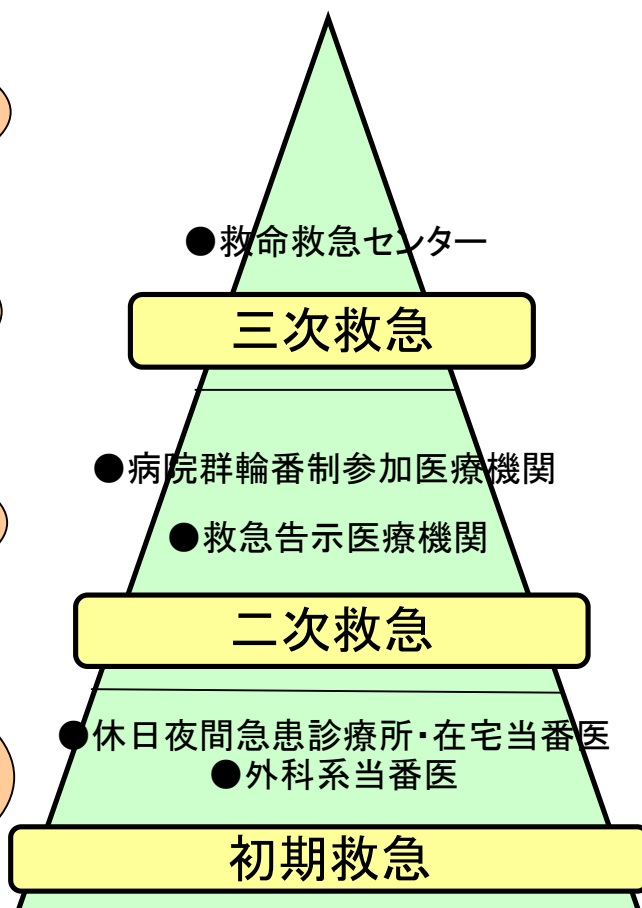 ●救命救急センター
三次救急
●病院群輪番制参加医療機関
●救急告示医療機関
二次救急
●休日夜間急患診療所・在宅当番医
●外科系当番医
初期救急